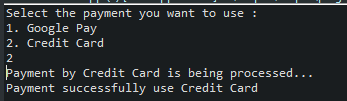 Select the payment you want to use :
1. Google Pay
2. Credit Card
2
Payment by Credit Card is being processed...
Payment successfully use Credit Card